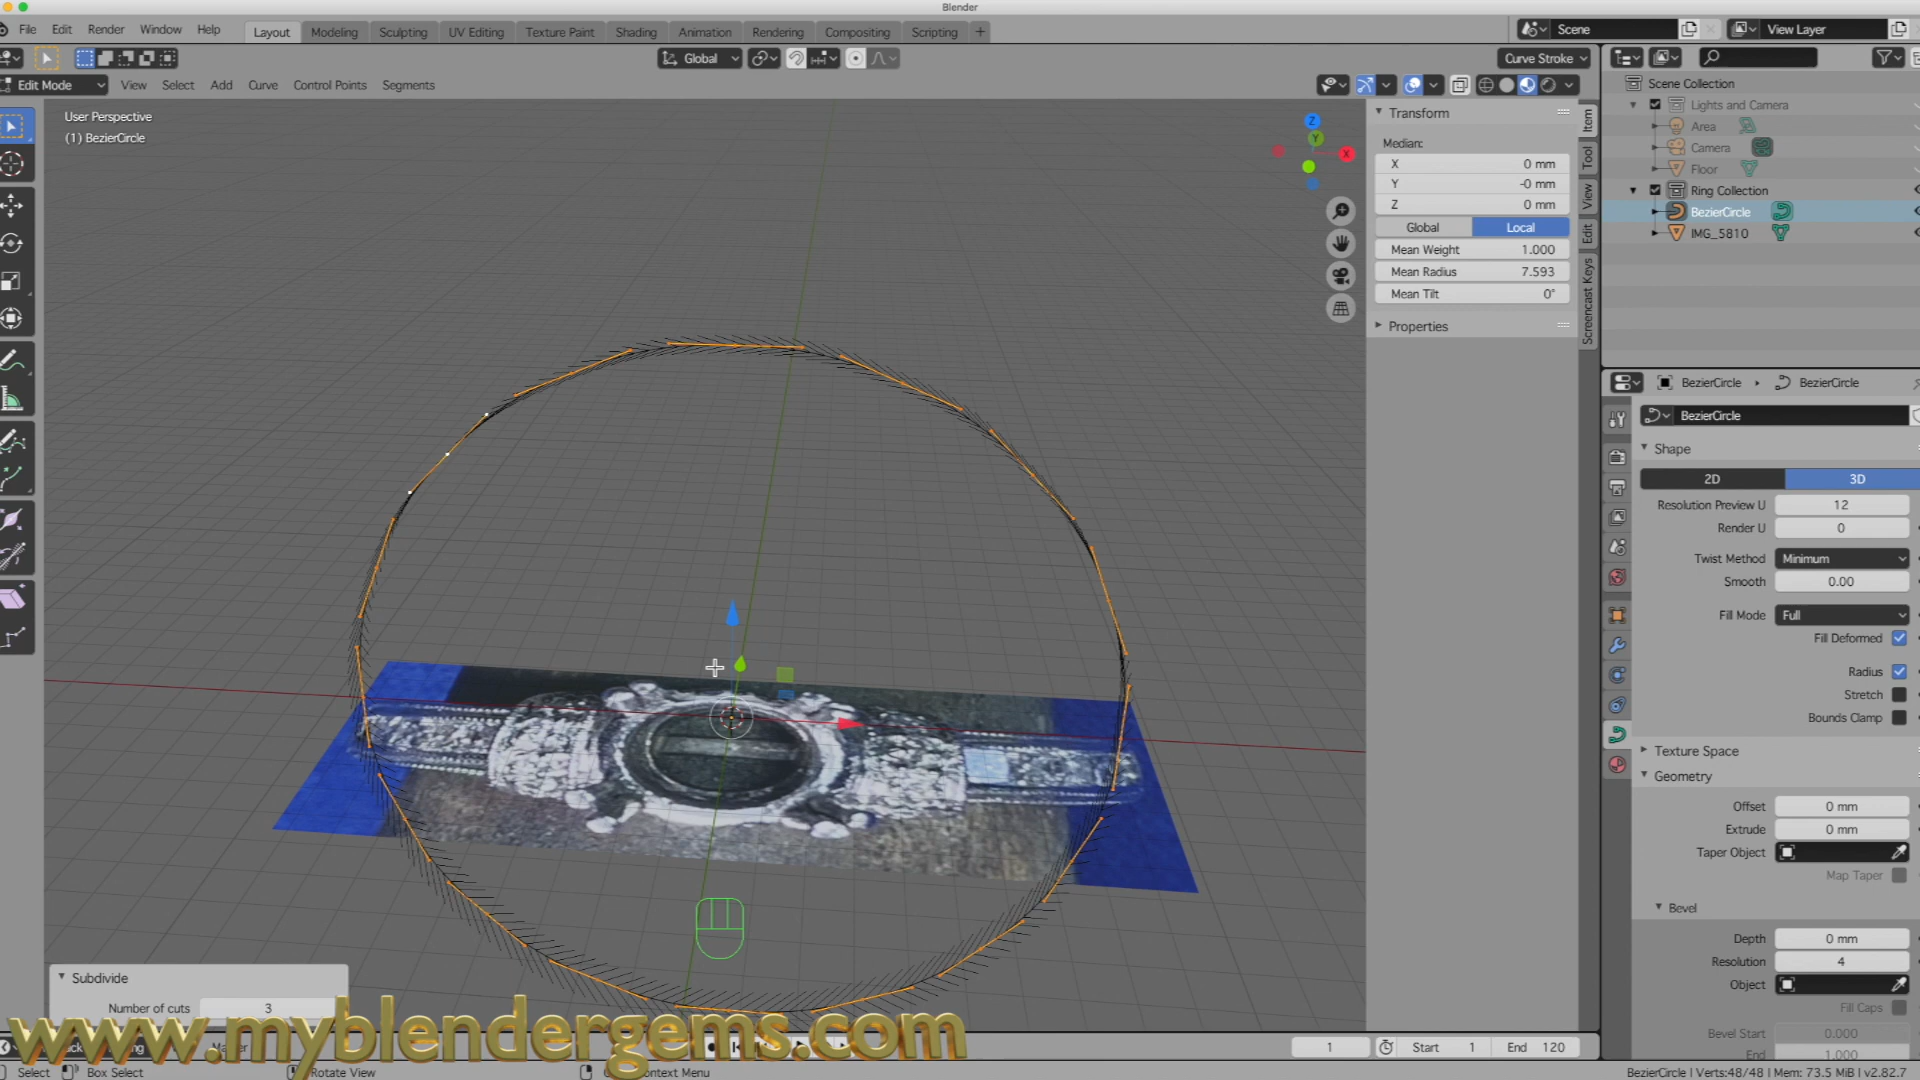 Blender
File Edit Render Window Help Layout Modeling Sculpting UV Editing Texture Paint Shading Animation Rendering Compositing Scripting + Scene View Layer
Global Curve Stroke
Edit Mode View Select Add Curve Control Points Segments
User Perspective
(1) BezierCircle
Z
Y
X
Transform
Median:
X 0 mm
Y -0 mm
Z 0 mm
Global Local
Mean Weight 1.000
Mean Radius 7.593
Mean Tilt 0°
Properties
Item
Tool
View
Edit
Screencast Keys
Scene Collection
Lights and Camera
Area
Camera
Floor
Ring Collection
BezierCircle
IMG_5810
BezierCircle BezierCircle
BezierCircle
Shape
2D 3D
Resolution Preview U 12
Render U 0
Twist Method Minimum
Smooth 0.00
Fill Mode Full
Fill Deformed
Radius
Stretch
Bounds Clamp
Texture Space
Geometry
Offset 0 mm
Extrude 0 mm
Taper Object
Map Taper
Bevel
Depth 0 mm
Resolution 4
Object
Fill Caps
Bevel Start 0.000
End 1.000
Subdivide
Number of cuts 3
www.myblendergems.com
1 Start 1 End 120
Select Box Select Rotate View ontext Menu
BezierCircle | Verts:48/48 | Mem: 73.5 MiB | v2.82.7